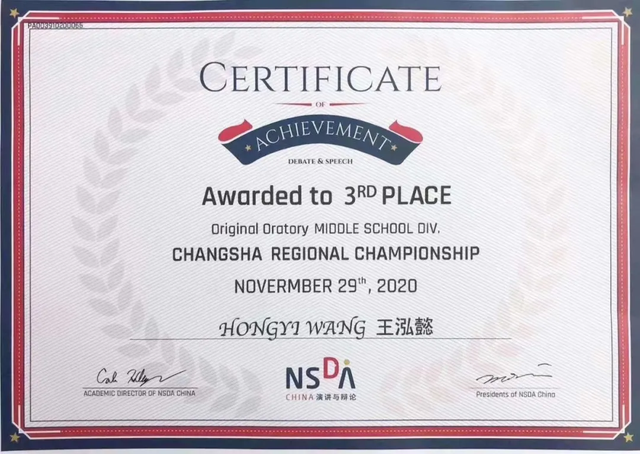 CERTIFICATE
OF
ACHIEVEMENT
DEBATE & SPEECH
Awarded to 3RD PLACE
Original Oratory MIDDLE SCHOOL DIV.
CHANGSHA REGIONAL CHAMPIONSHIP
NOVERMBER 29th, 2020
HONGYI WANG 王泓懿
ACADEMIC DIRECTOR OF NSDA CHINA
NSDA
CHINA 演讲与辩论
Presidents of NSDA China